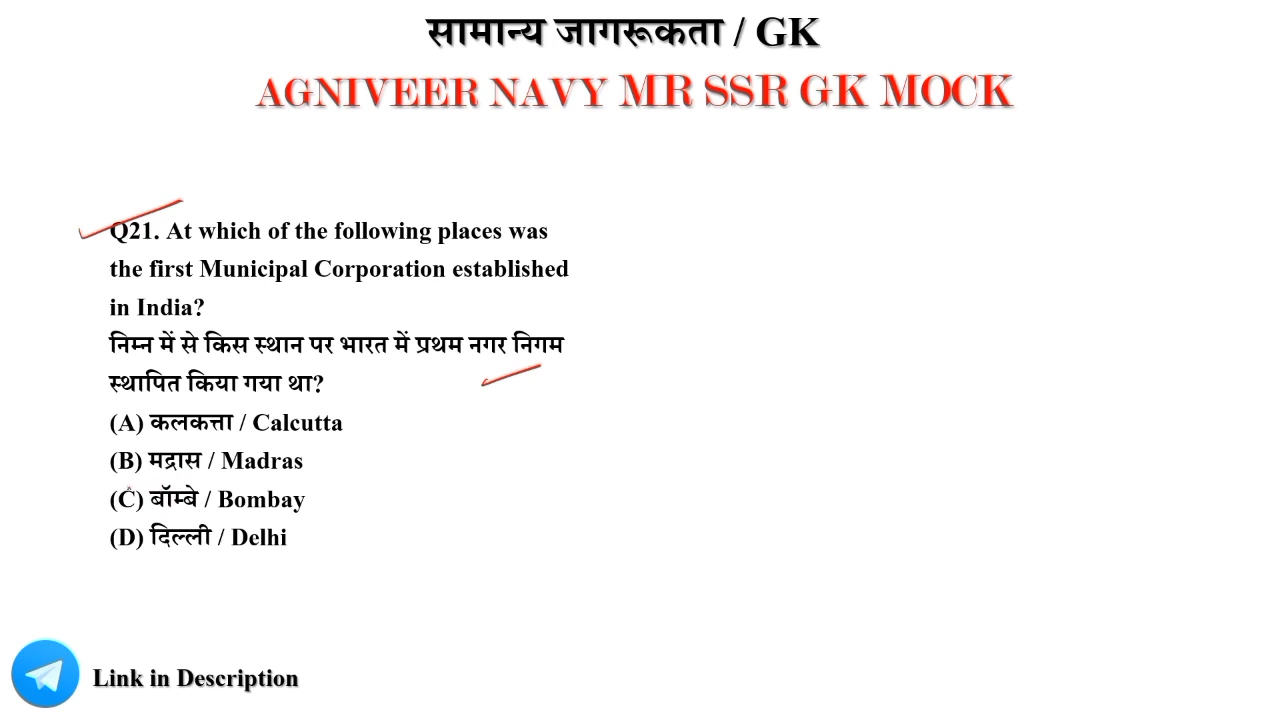 सामान्य जागरूकता / GK
AGNIVEER NAVY MR SSR GK MOCK
Q21. At which of the following places was
the first Municipal Corporation established
in India?
निम्न में से किस स्थान पर भारत में प्रथम नगर निगम
स्थापित किया गया था?
(A) कलकत्ता / Calcutta
(B) मद्रास / Madras
(C) बॉम्बे / Bombay
(D) दिल्ली / Delhi
Link in Description